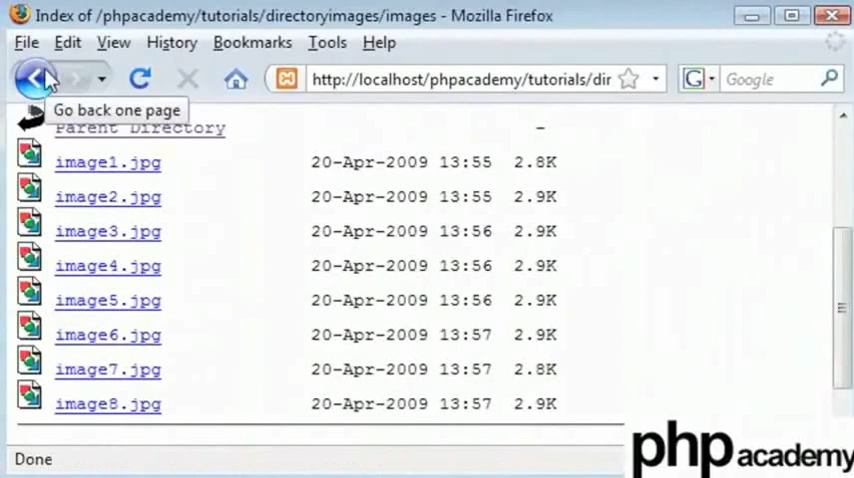 Index of /phpacademy/tutorials/directoryimages/images - Mozilla Firefox
File Edit View History Bookmarks Tools Help
http://localhost/phpacademy/tutorials/dir G Google
Go back one page
Parent Directory -
image1.jpg 20-Apr-2009 13:55 2.8K
image2.jpg 20-Apr-2009 13:55 2.9K
image3.jpg 20-Apr-2009 13:56 2.9K
image4.jpg 20-Apr-2009 13:56 2.9K
image5.jpg 20-Apr-2009 13:56 2.9K
image6.jpg 20-Apr-2009 13:57 2.9K
image7.jpg 20-Apr-2009 13:57 2.8K
image8.jpg 20-Apr-2009 13:57 2.9K
Done
php academy